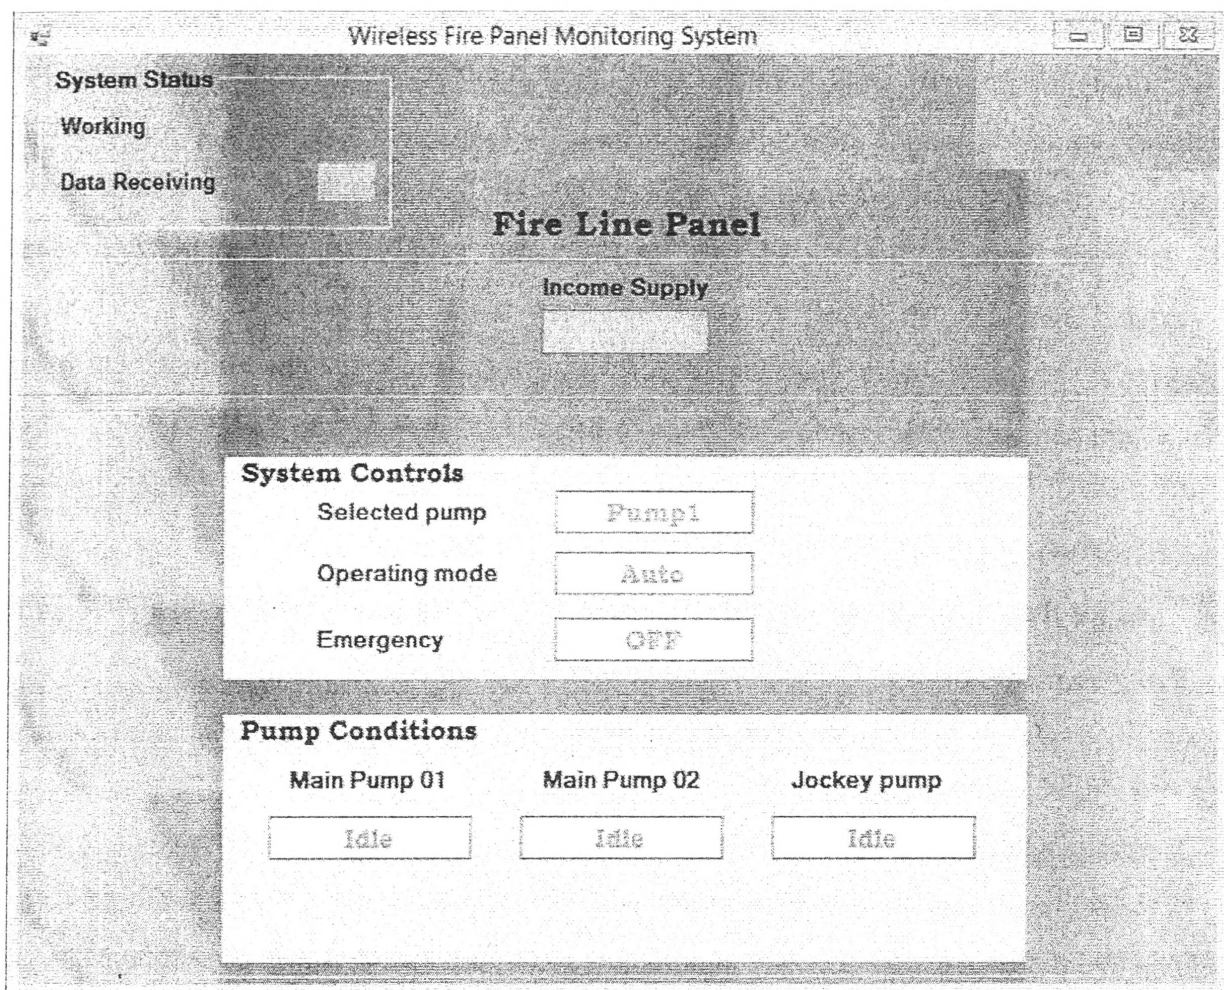 Wireless Fire Panel Monitoring System
System Status
Working
Data Receiving
Fire Line Panel
Income Supply
System Controls
Selected pump Pump1
Operating mode Auto
Emergency OFF
Pump Conditions
Main Pump 01 Main Pump 02 Jockey pump
Idle Idle Idle